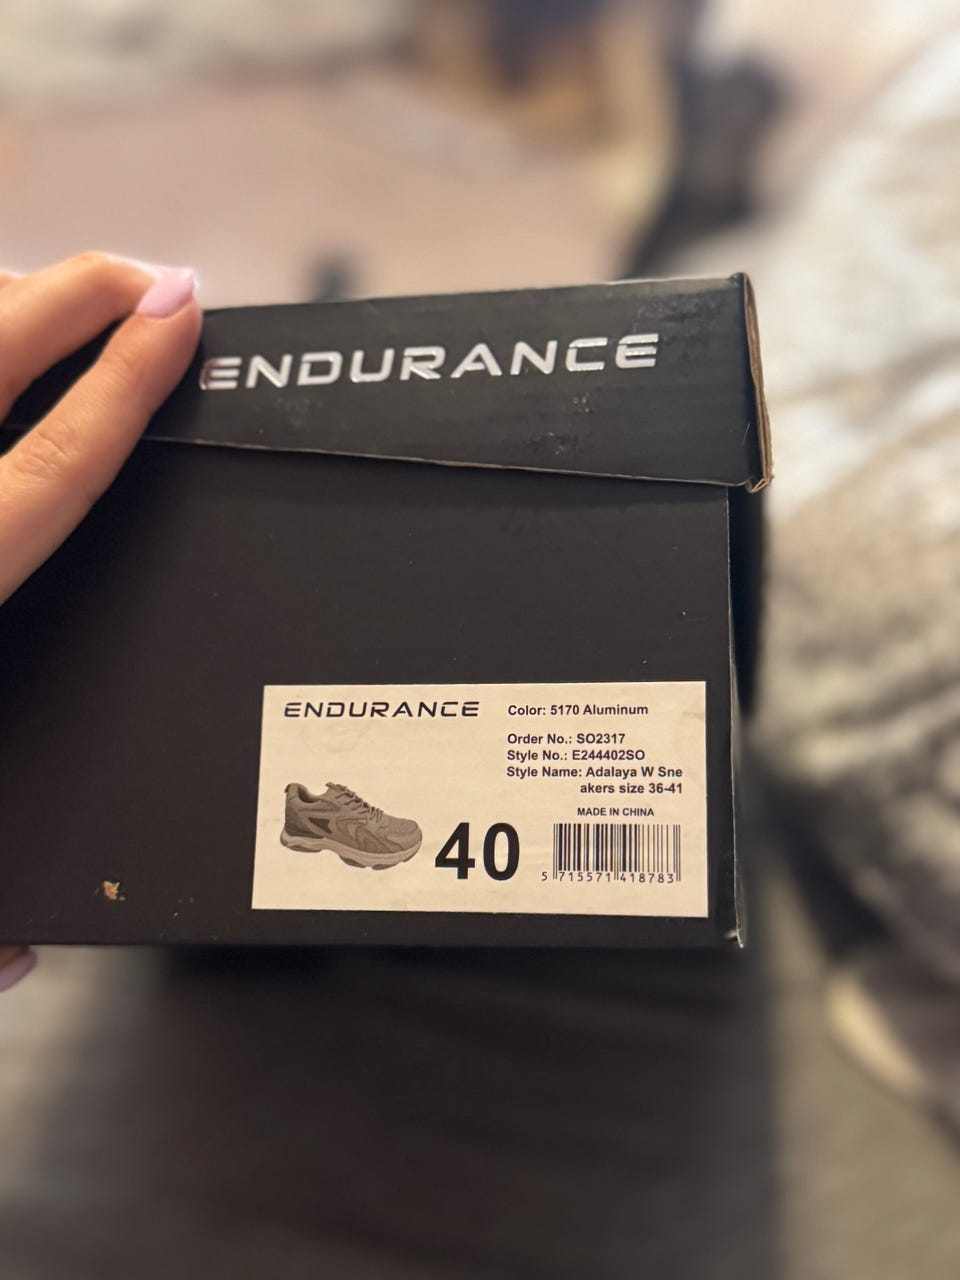 ENDURANCE
ENDURANCE
Color: 5170 Aluminum
Order No.: SO2317
Style No.: E244402SO
Style Name: Adalaya W Sne
akers size 36-41
MADE IN CHINA
40
5 715571 418783